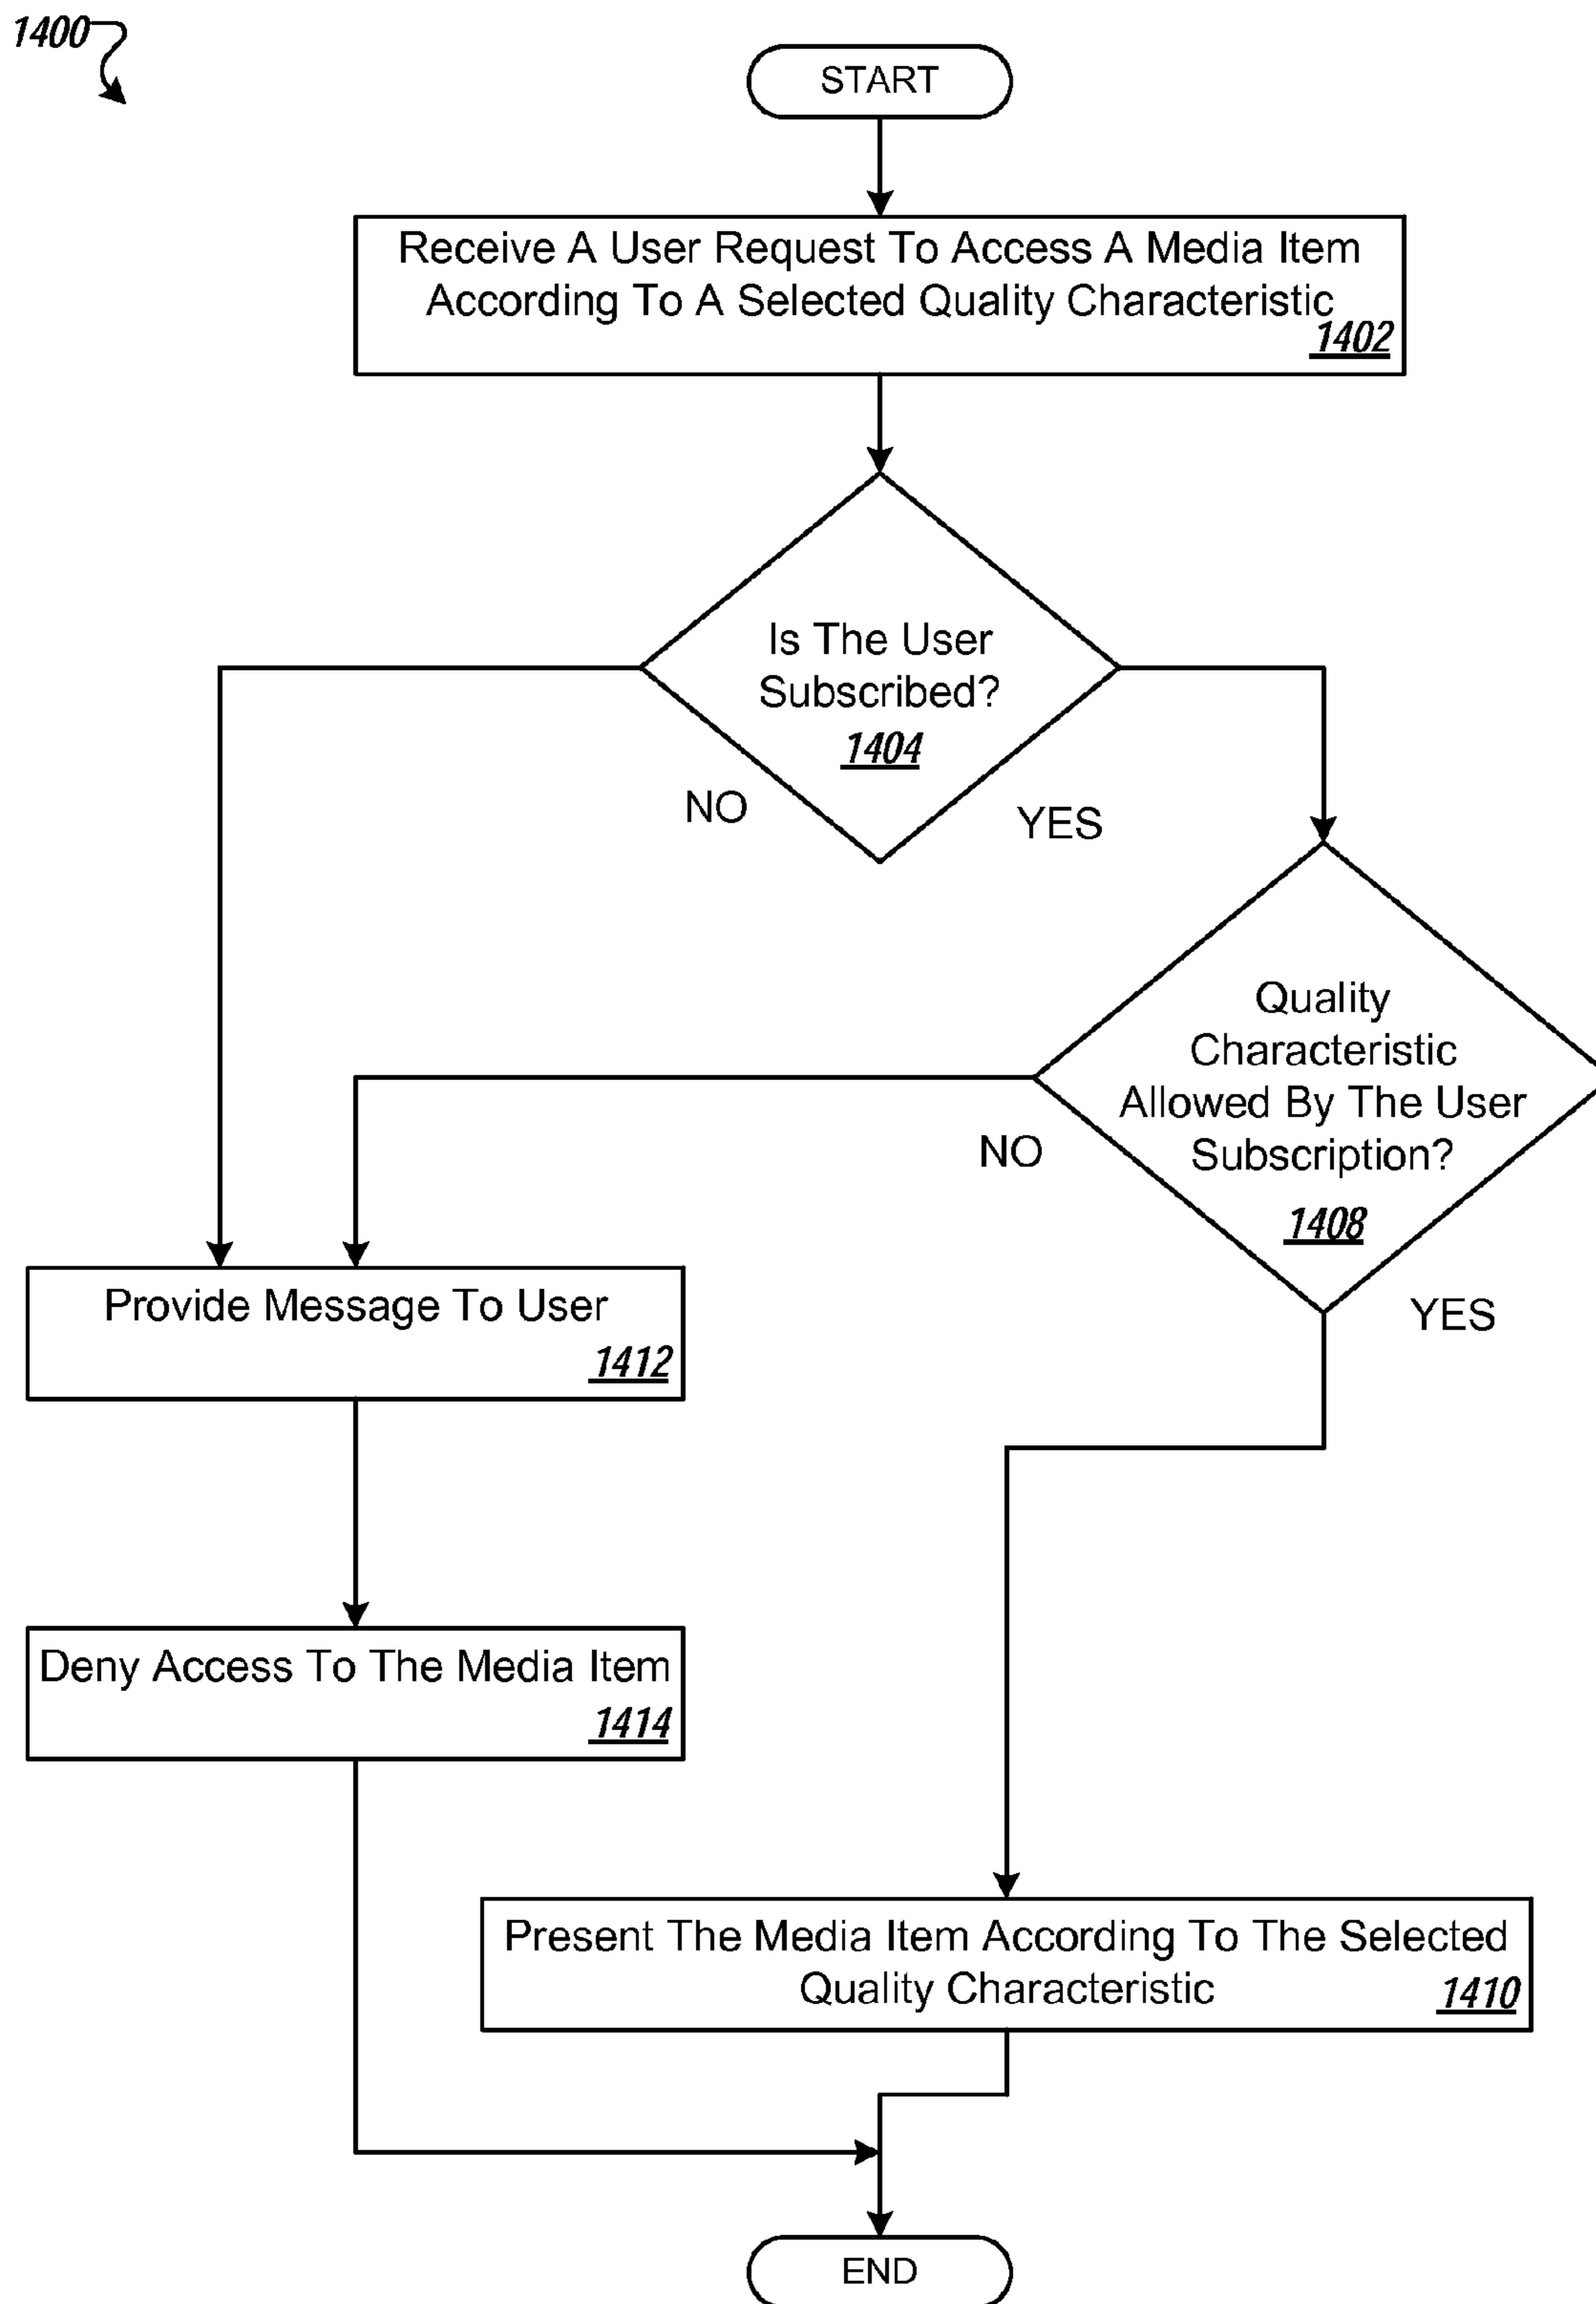 1400
START
Receive A User Request To Access A Media Item
According To A Selected Quality Characteristic
1402
Is The User
Subscribed?
1404
NO
YES
Quality
Characteristic
Allowed By The User
Subscription?
1408
NO
YES
Provide Message To User
1412
Deny Access To The Media Item
1414
Present The Media Item According To The Selected
Quality Characteristic
1410
END